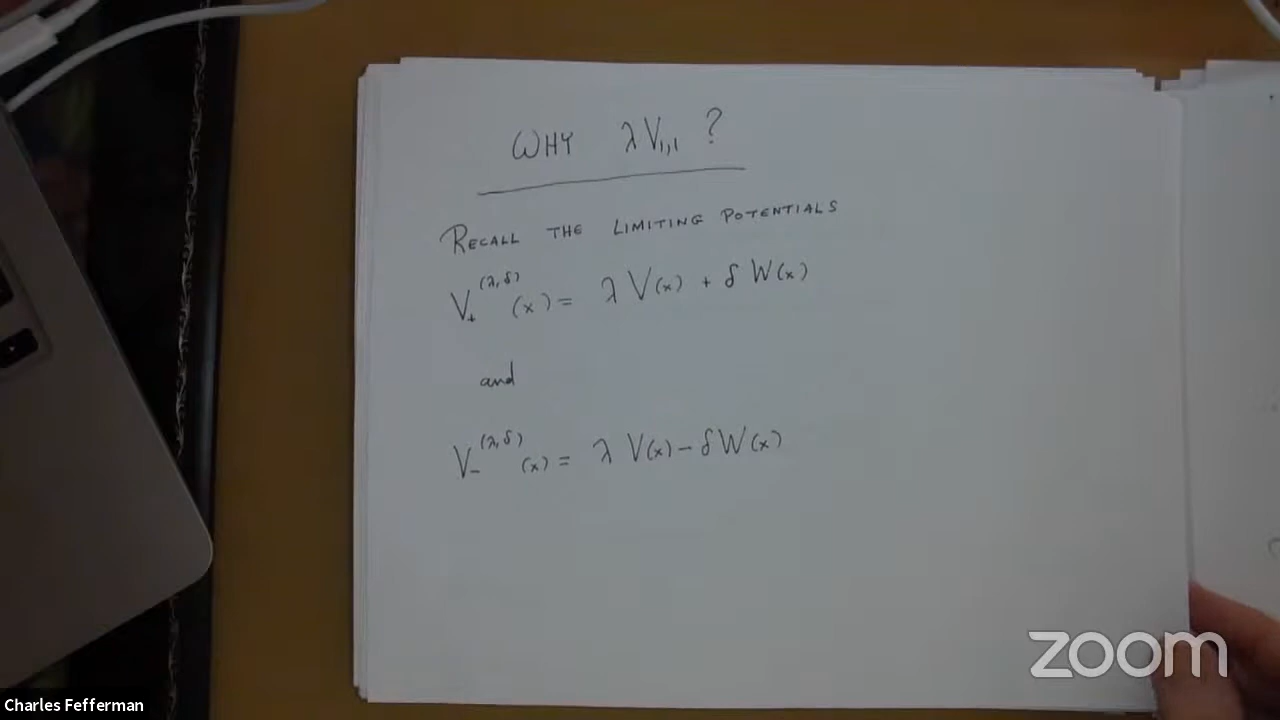 WHY λV₁,₁ ?
RECALL THE LIMITING POTENTIALS
V₊^(λ,δ) (x) = λ V(x) + δ W(x)
and
V₋^(λ,δ) (x) = λ V(x) − δ W(x)
zoom
Charles Fefferman